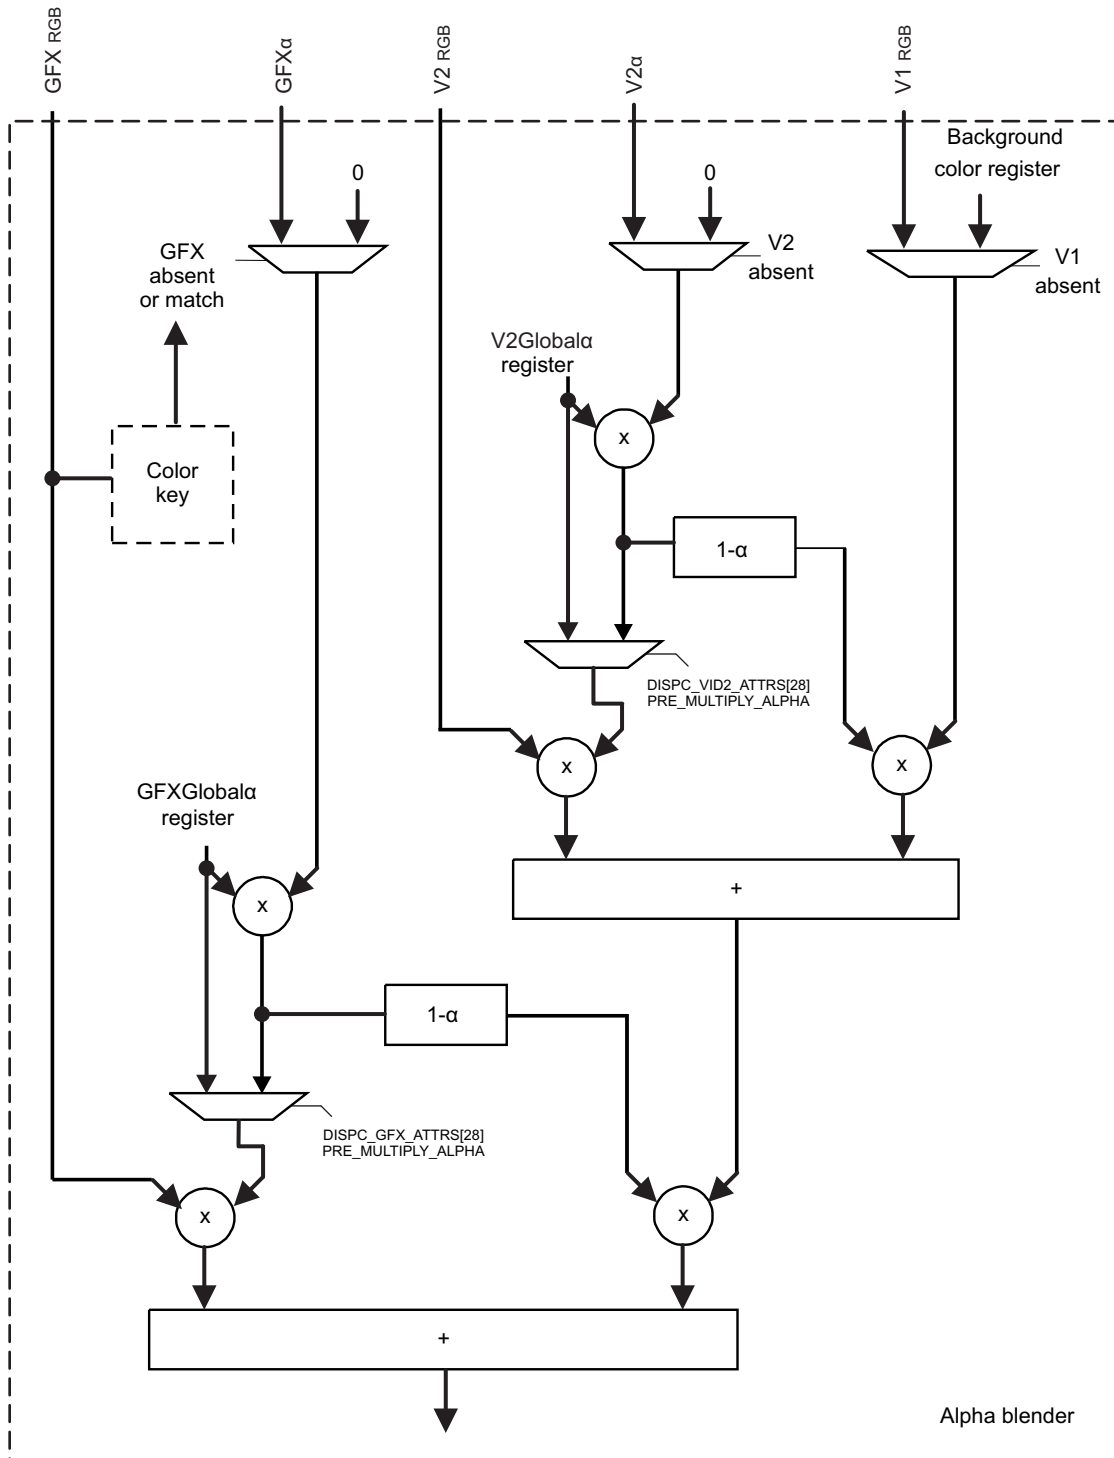 GFX RGB
GFXα
V2 RGB
V2α
V1 RGB
Background
color register
0
0
GFX
absent
or match
V2
absent
V1
absent
V2Globalα
register
x
Color
key
1-α
DISPC_VID2_ATTRS[28]
PRE_MULTIPLY_ALPHA
x
x
GFXGlobalα
register
+
x
1-α
DISPC_GFX_ATTRS[28]
PRE_MULTIPLY_ALPHA
x
x
+
Alpha blender